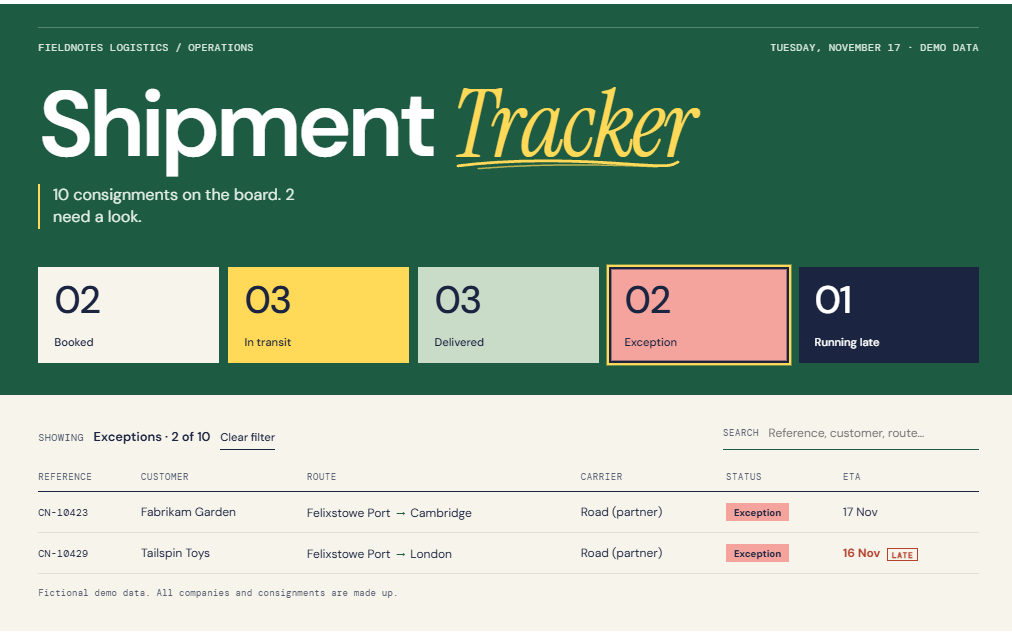 FIELDNOTES LOGISTICS / OPERATIONS
TUESDAY, NOVEMBER 17 · DEMO DATA
Shipment Tracker
10 consignments on the board. 2
need a look.
02
Booked
03
In transit
03
Delivered
02
Exception
01
Running late
SHOWING Exceptions · 2 of 10 Clear filter
SEARCH Reference, customer, route…
REFERENCE CUSTOMER ROUTE CARRIER STATUS ETA
CN-10423 Fabrikam Garden Felixstowe Port → Cambridge Road (partner) Exception 17 Nov
CN-10429 Tailspin Toys Felixstowe Port → London Road (partner) Exception 16 Nov LATE
Fictional demo data. All companies and consignments are made up.